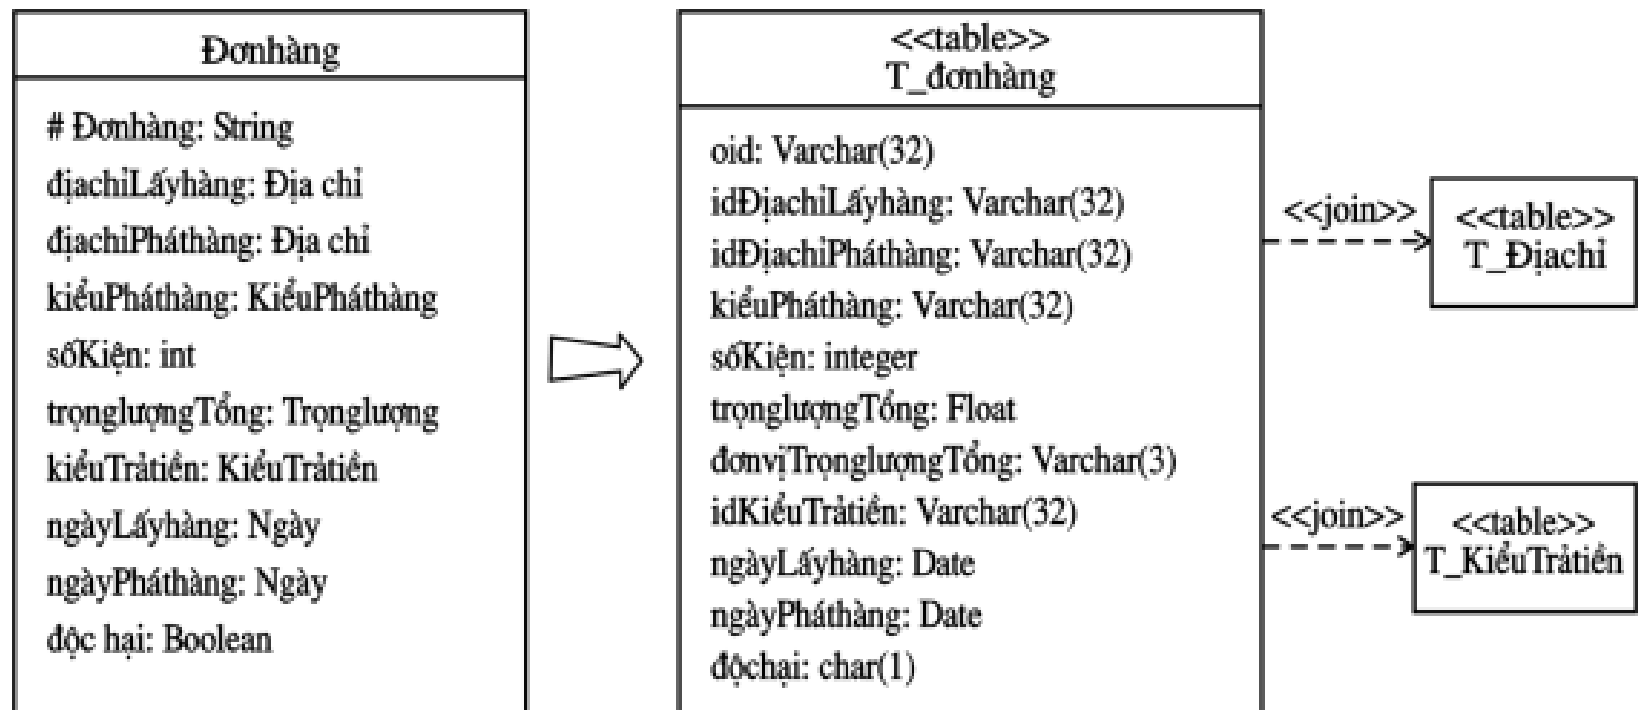 Đơnhàng
# Đơnhàng: String
địachỉLấyhàng: Địa chỉ
địachỉPháthàng: Địa chỉ
kiểuPháthàng: KiểuPháthàng
sốKiện: int
trọnglượngTổng: Trọnglượng
kiểuTrảtiền: KiểuTrảtiền
ngàyLấyhàng: Ngày
ngàyPháthàng: Ngày
độc hại: Boolean
<<table>>
T_đơnhàng
oid: Varchar(32)
idĐịachỉLấyhàng: Varchar(32)
idĐịachỉPháthàng: Varchar(32)
kiểuPháthàng: Varchar(32)
sốKiện: integer
trọnglượngTổng: Float
đơnvịTrọnglượngTổng: Varchar(3)
idKiểuTrảtiền: Varchar(32)
ngàyLấyhàng: Date
ngàyPháthàng: Date
độchại: char(1)
<<join>>
<<table>>
T_Địachỉ
<<join>>
<<table>>
T_KiểuTrảtiền